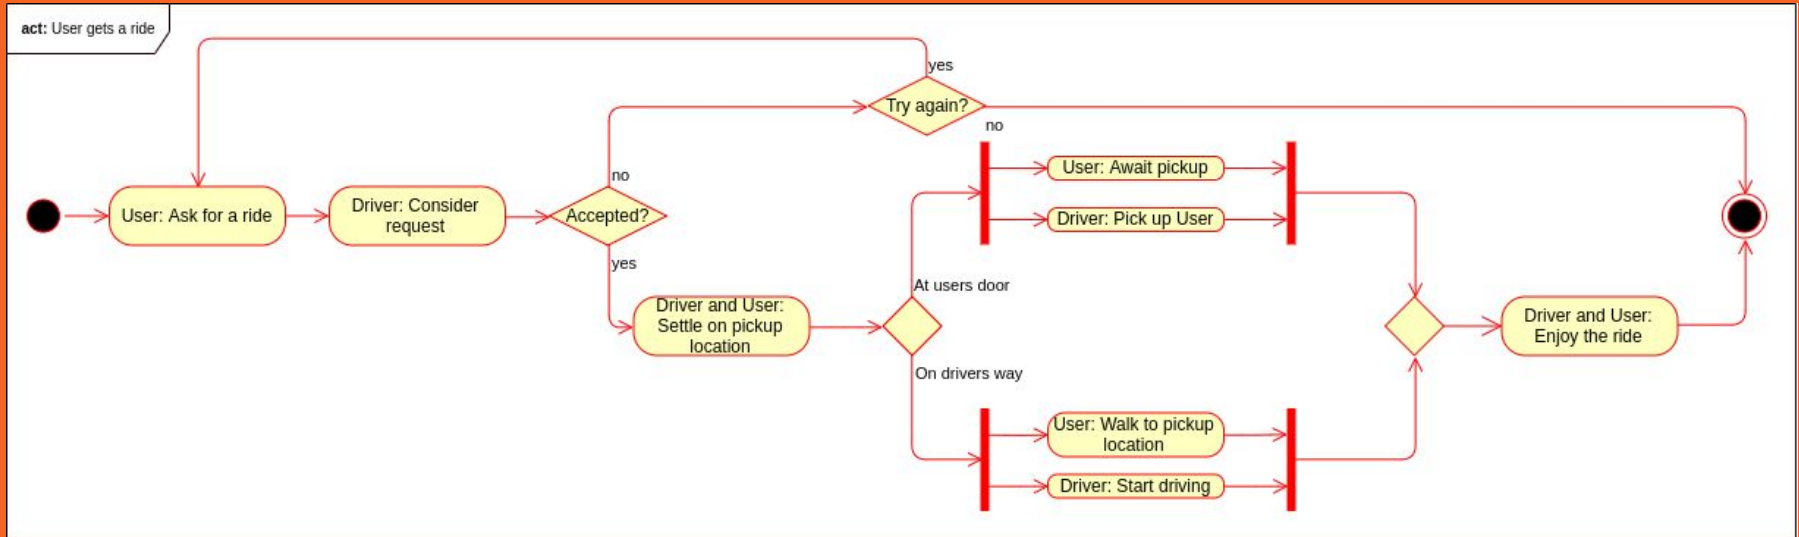 act: User gets a ride
yes
Try again?
no
User: Await pickup
no
Driver: Pick up User
User: Ask for a ride
Driver: Consider
request
Accepted?
yes
At users door
Driver and User:
Settle on pickup
location
Driver and User:
Enjoy the ride
On drivers way
User: Walk to pickup
location
Driver: Start driving